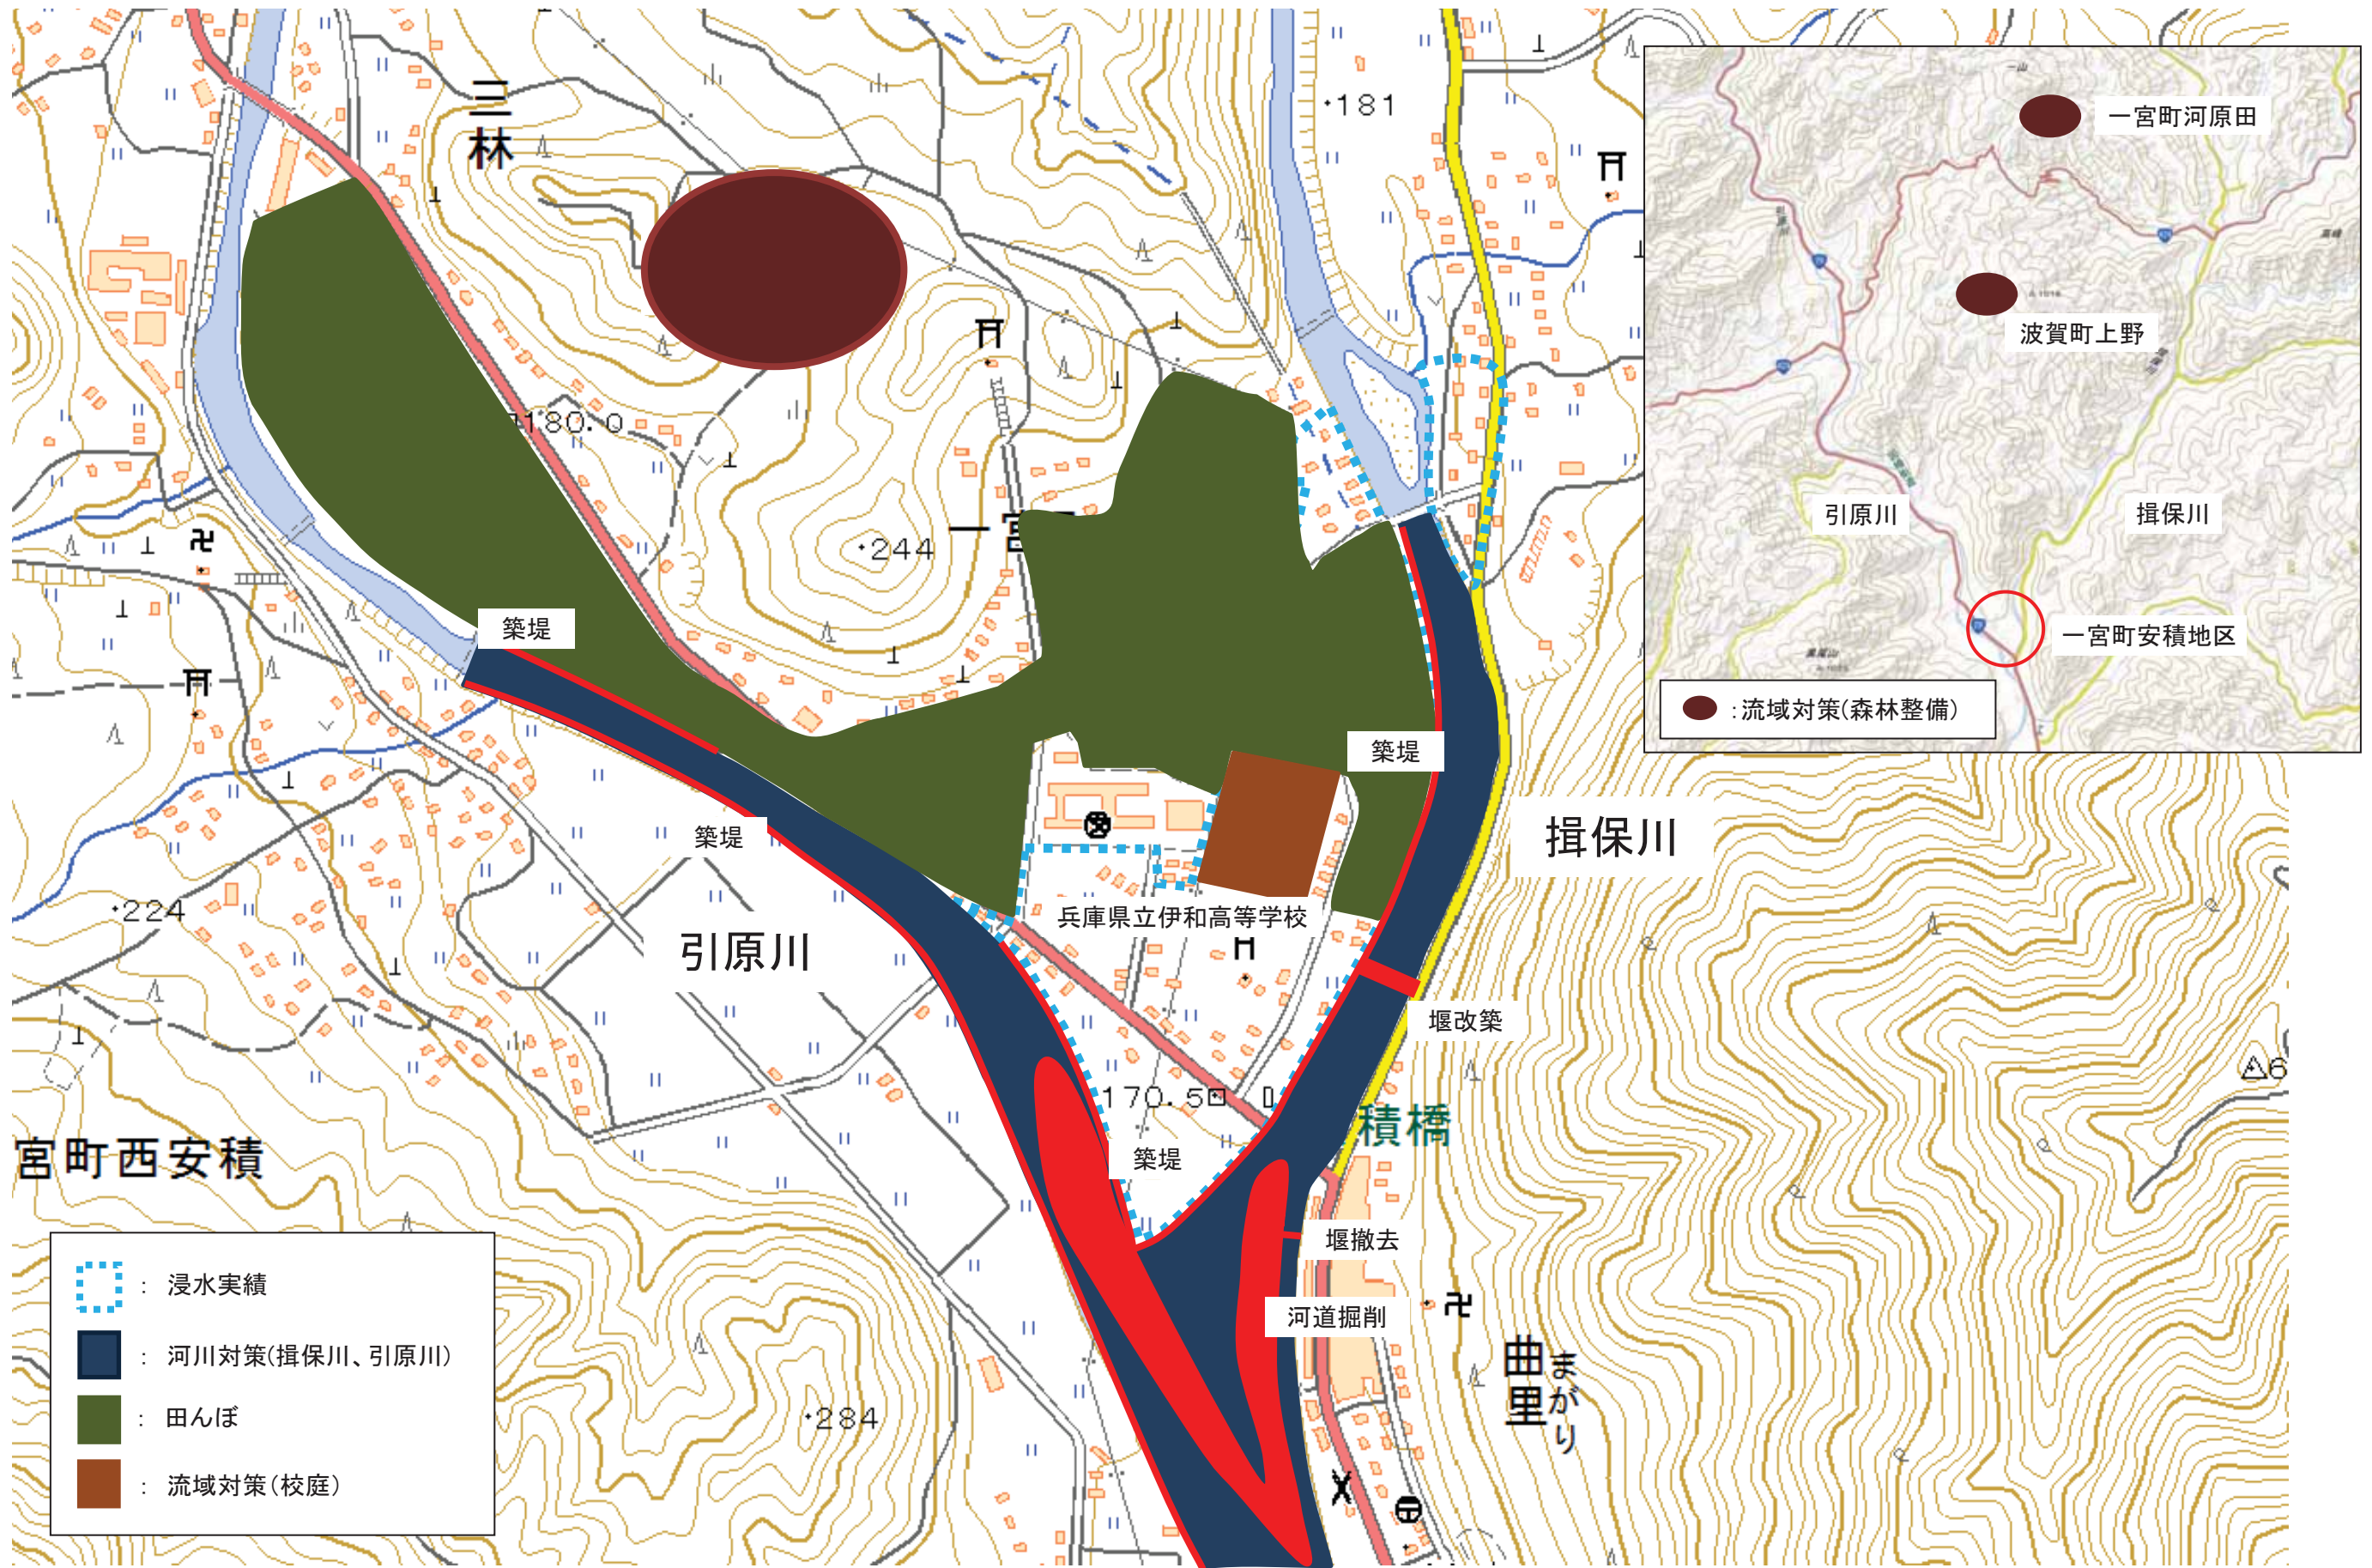 三林
181
180.0
244
築堤
築堤
築堤
揖保川
224
兵庫県立伊和高等学校
引原川
堰改築
170.5
積橋
築堤
宮町西安積
堰撤去
河道掘削
曲里
まがり
284
△6
: 浸水実績
: 河川対策(揖保川、引原川)
: 田んぼ
: 流域対策(校庭)
一山
一宮町河原田
波賀町上野
引原川
揖保川
一宮町安積地区
:流域対策(森林整備)